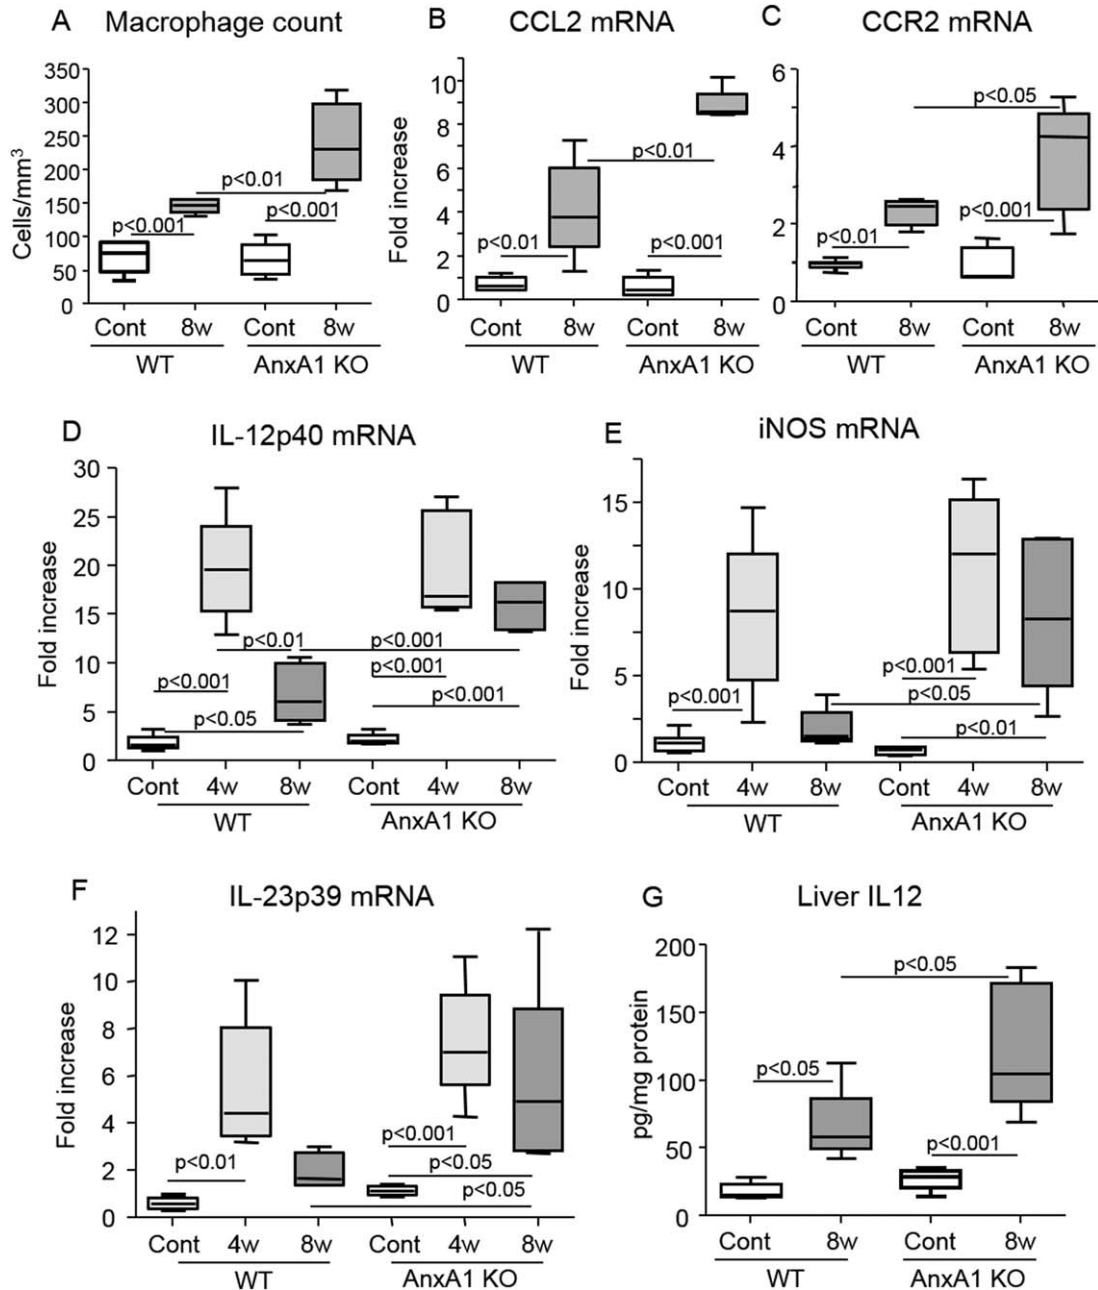 A Macrophage count
Cells/mm³
350
300
250
200
150
100
50
0
p<0.01
p<0.001
p<0.001
Cont 8w Cont 8w
WT AnxA1 KO
B CCL2 mRNA
Fold increase
10
8
6
4
2
0
p<0.01
p<0.01
p<0.001
Cont 8w Cont 8w
WT AnxA1 KO
C CCR2 mRNA
6
4
2
0
p<0.05
p<0.001
p<0.01
Cont 8w Cont 8w
WT AnxA1 KO
D IL-12p40 mRNA
Fold increase
30
25
20
15
10
5
0
p<0.01 p<0.001
p<0.001
p<0.001
p<0.001
p<0.05
Cont 4w 8w Cont 4w 8w
WT AnxA1 KO
E iNOS mRNA
Fold increase
15
10
5
0
p<0.001
p<0.001
p<0.05
p<0.01
Cont 4w 8w Cont 4w 8w
WT AnxA1 KO
F IL-23p39 mRNA
Fold increase
12
10
8
6
4
2
0
p<0.001
p<0.01
p<0.05
p<0.05
Cont 4w 8w Cont 4w 8w
WT AnxA1 KO
G Liver IL12
pg/mg protein
200
150
100
50
0
p<0.05
p<0.05
p<0.001
Cont 8w Cont 8w
WT AnxA1 KO